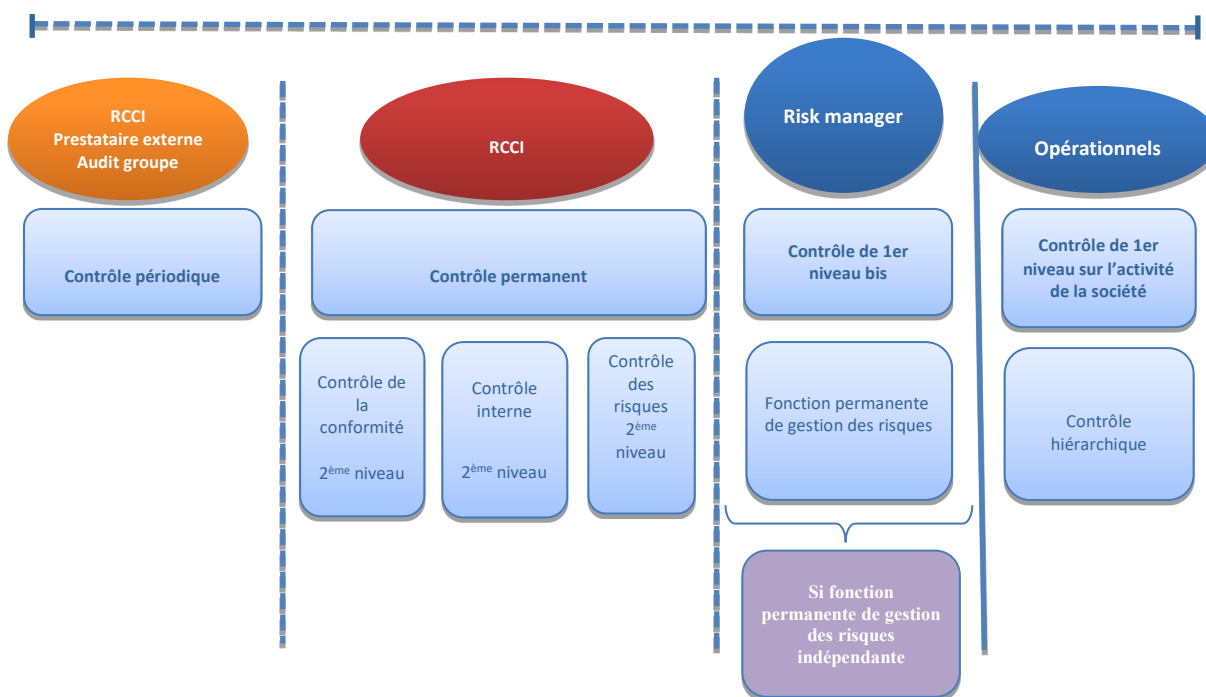 RCCI
Prestataire externe
Audit groupe
Contrôle périodique
RCCI
Contrôle permanent
Contrôle de
la
conformité
2ème niveau
Contrôle
interne
2ème niveau
Contrôle
des
risques
2ème
niveau
Risk manager
Contrôle de 1er
niveau bis
Fonction permanente
de gestion des risques
Si fonction
permanente de gestion
des risques
indépendante
Opérationnels
Contrôle de 1er
niveau sur l’activité
de la société
Contrôle
hiérarchique